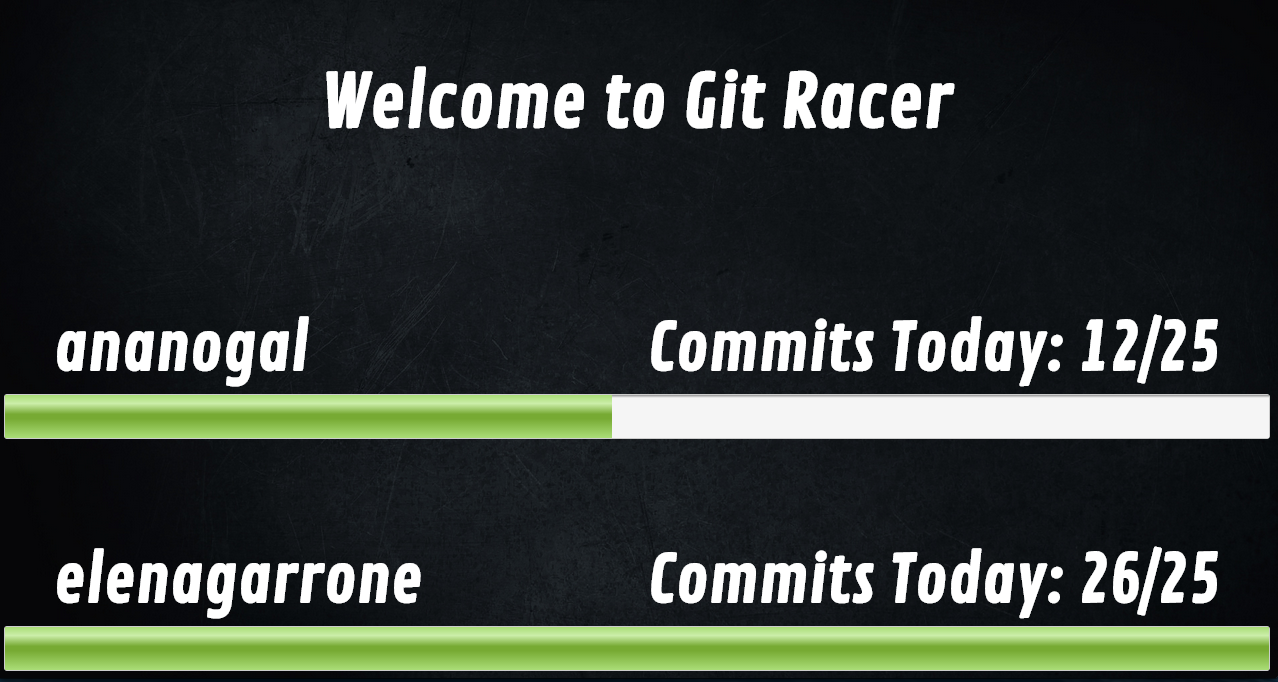 Welcome to Git Racer
ananogal Commits Today: 12/25
elenagarrone Commits Today: 26/25